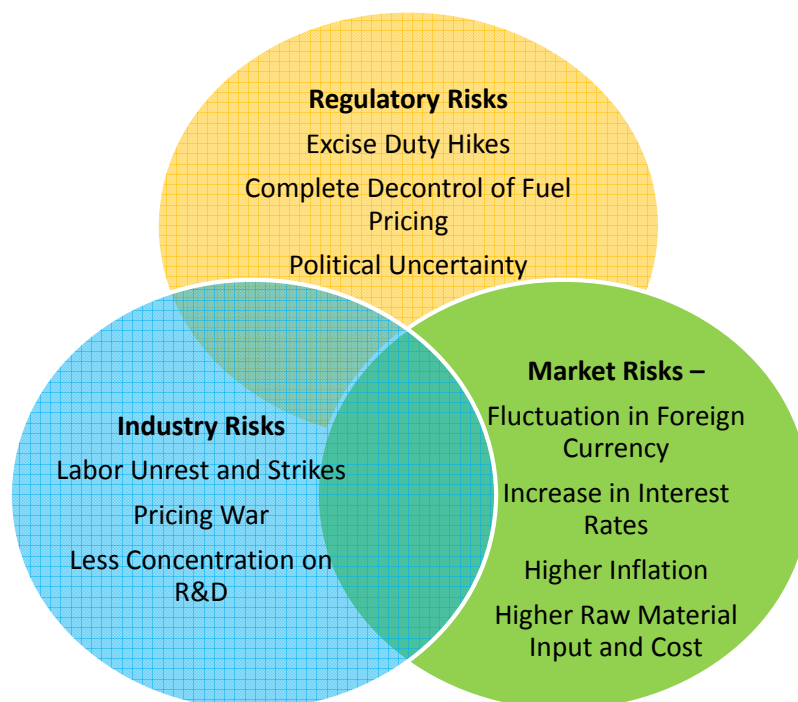 Regulatory Risks
Excise Duty Hikes
Complete Decontrol of Fuel
Pricing
Political Uncertainty
Industry Risks
Labor Unrest and Strikes
Pricing War
Less Concentration on
R&D
Market Risks –
Fluctuation in Foreign
Currency
Increase in Interest
Rates
Higher Inflation
Higher Raw Material
Input and Cost